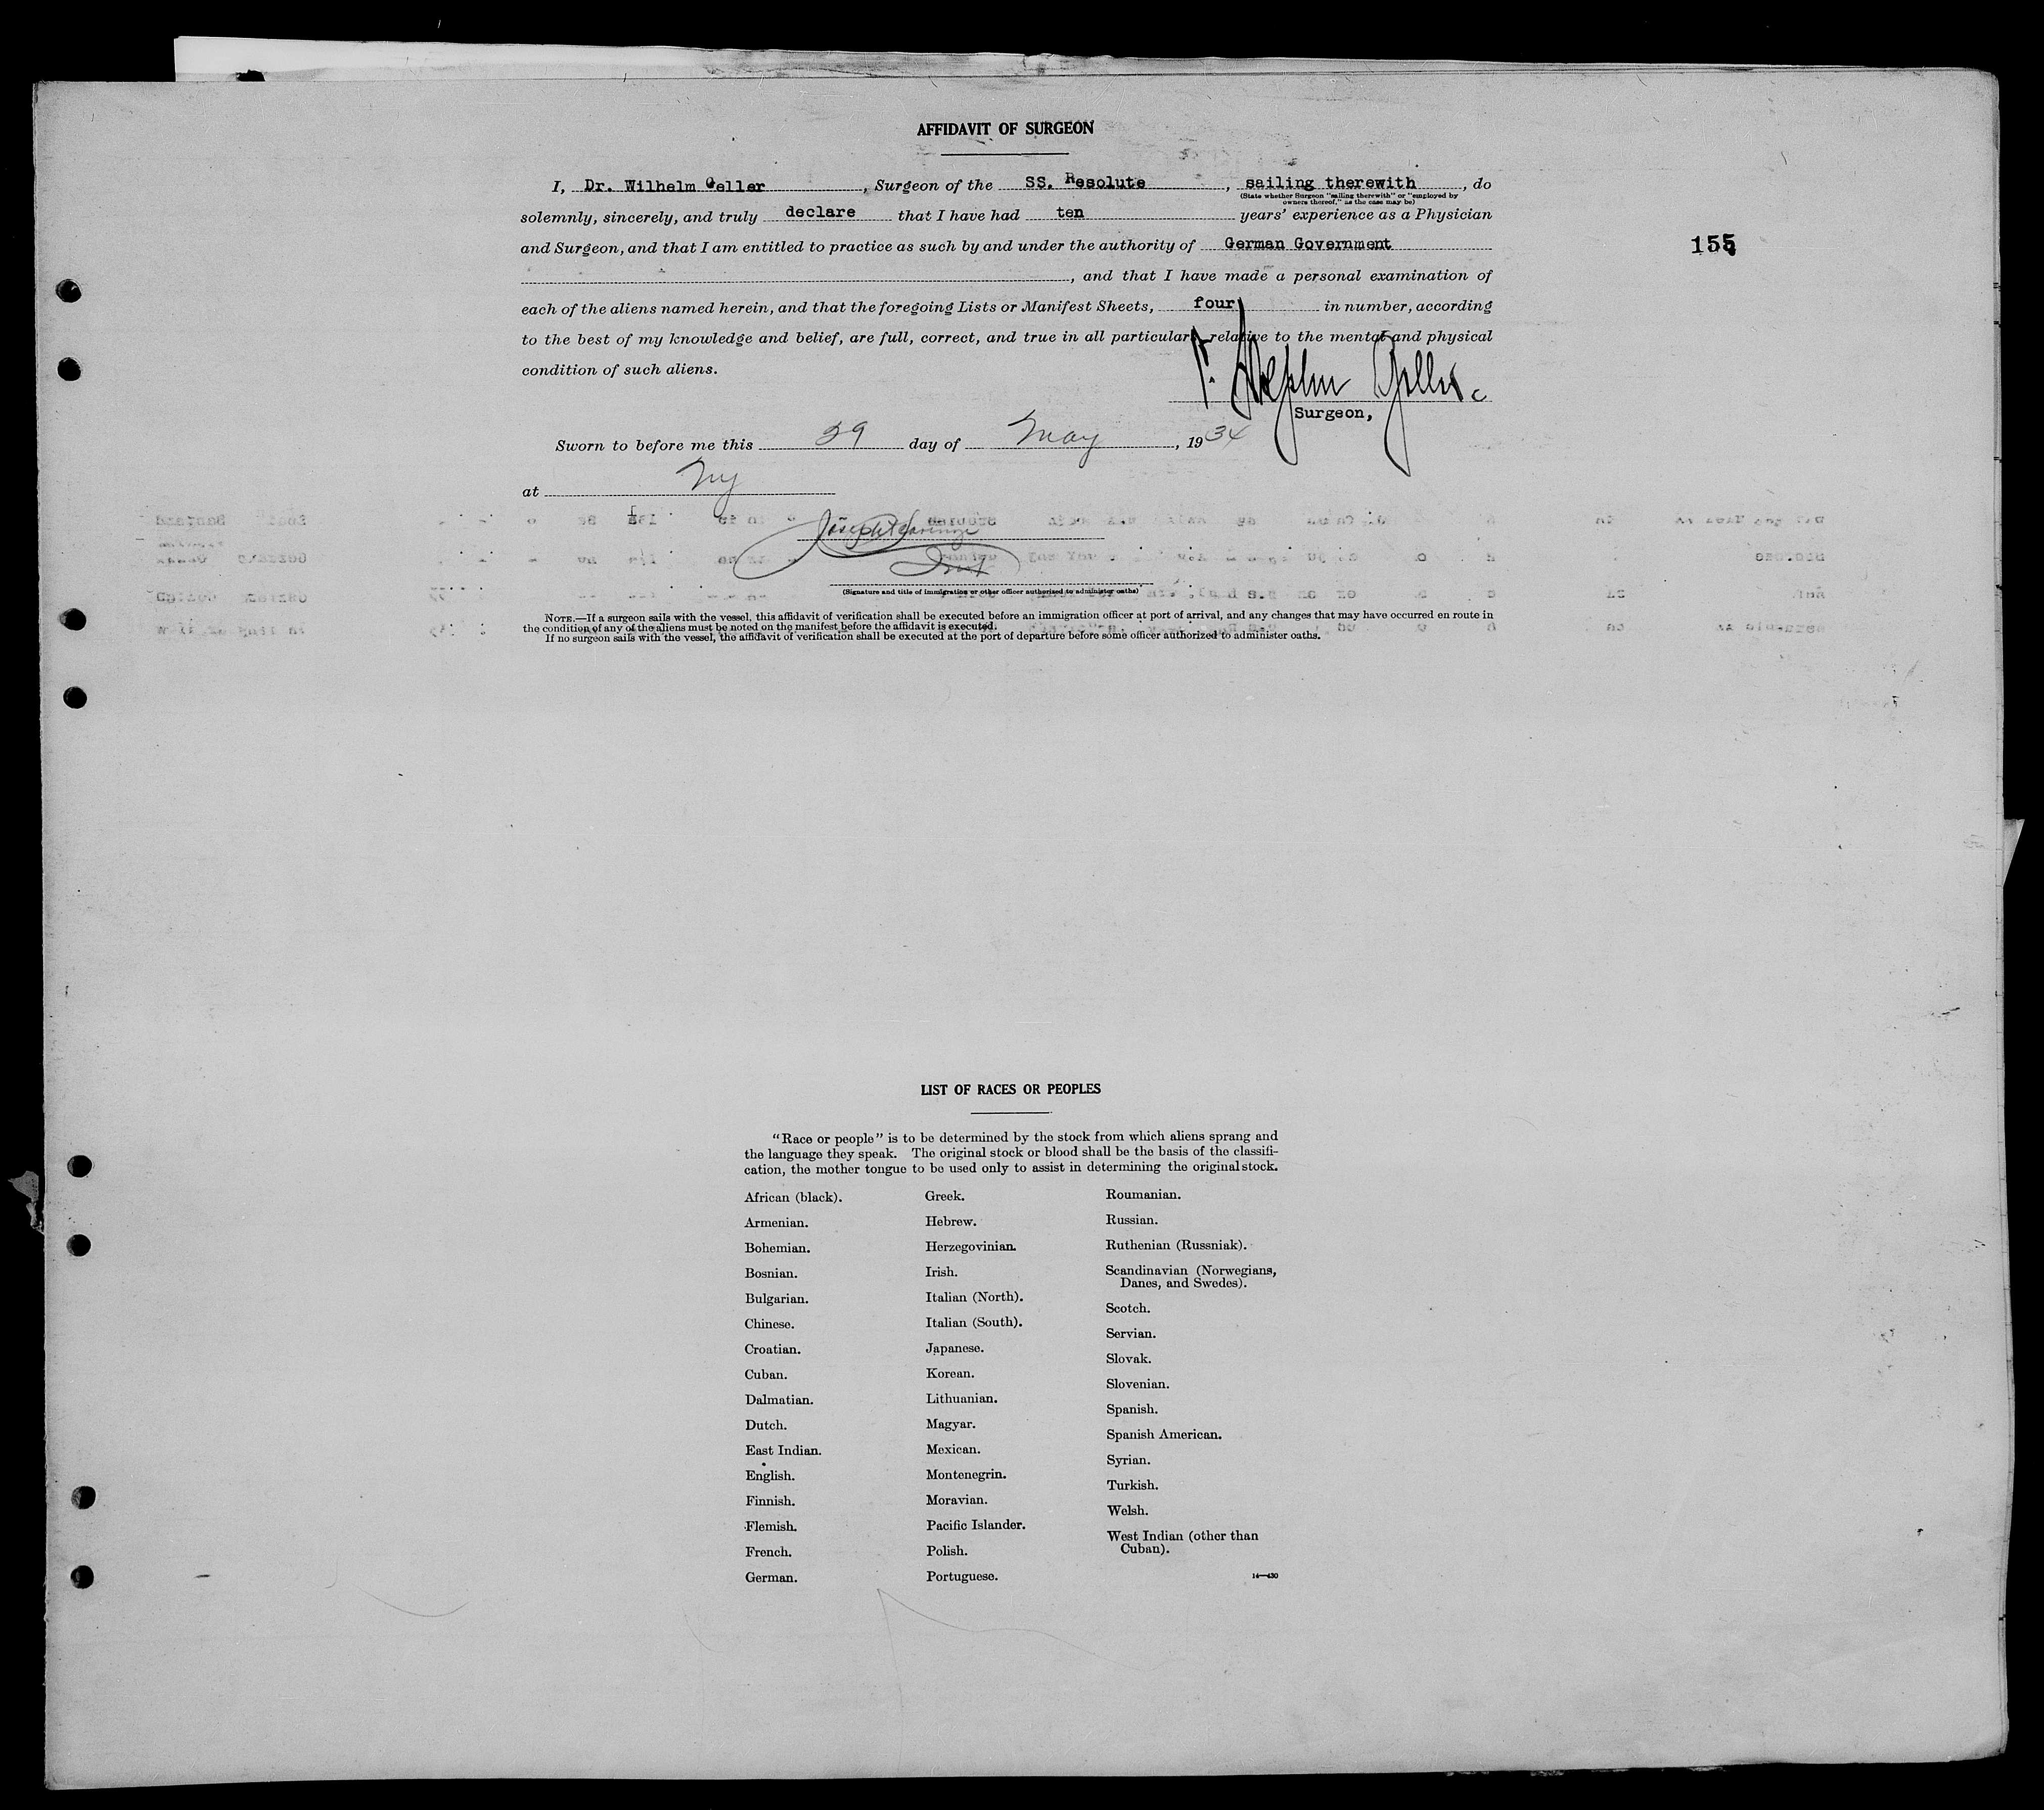 AFFIDAVIT OF SURGEON
I, Dr. Wilhelm Geller, Surgeon of the SS. Resolute, sailing therewith, do
(State whether Surgeon "sailing therewith" or "employed by
owners thereof," as the case may be)
solemnly, sincerely, and truly declare that I have had ten years' experience as a Physician
and Surgeon, and that I am entitled to practice as such by and under the authority of German Government
155
, and that I have made a personal examination of
each of the aliens named herein, and that the foregoing Lists or Manifest Sheets, four in number, according
to the best of my knowledge and belief, are full, correct, and true in all particulars relative to the mental and physical
condition of such aliens.
Surgeon,
Sworn to before me this 29 day of May, 1934
at NY
Joseph
(Signature and title of immigration or other officer authorized to administer oaths)
NOTE.—If a surgeon sails with the vessel, this affidavit of verification shall be executed before an immigration officer at port of arrival, and any changes that may have occurred en route in
the condition of any of the aliens must be noted on the manifest before the affidavit is executed.
If no surgeon sails with the vessel, the affidavit of verification shall be executed at the port of departure before some officer authorized to administer oaths.
LIST OF RACES OR PEOPLES
"Race or people" is to be determined by the stock from which aliens sprang and
the language they speak. The original stock or blood shall be the basis of the classifi-
cation, the mother tongue to be used only to assist in determining the original stock.
African (black).
Armenian.
Bohemian.
Bosnian.
Bulgarian.
Chinese.
Croatian.
Cuban.
Dalmatian.
Dutch.
East Indian.
English.
Finnish.
Flemish.
French.
German.
Greek.
Hebrew.
Herzegovinian.
Irish.
Italian (North).
Italian (South).
Japanese.
Korean.
Lithuanian.
Magyar.
Mexican.
Montenegrin.
Moravian.
Pacific Islander.
Polish.
Portuguese.
Roumanian.
Russian.
Ruthenian (Russniak).
Scandinavian (Norwegians,
Danes, and Swedes).
Scotch.
Servian.
Slovak.
Slovenian.
Spanish.
Spanish American.
Syrian.
Turkish.
Welsh.
West Indian (other than
Cuban).
14—430